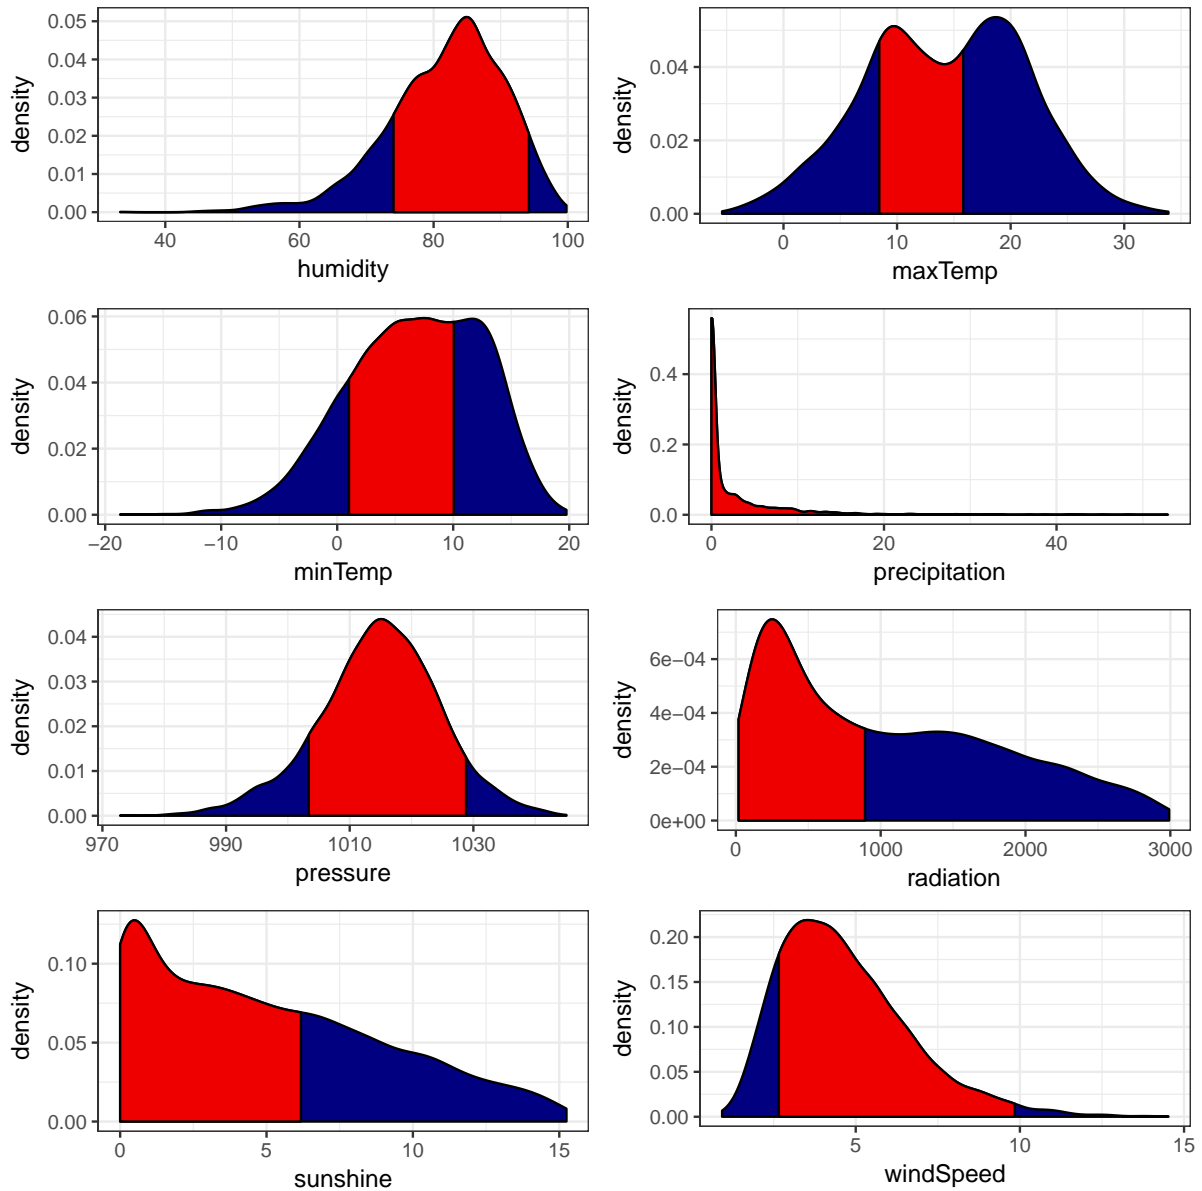 0.05
0.04
0.03
0.02
0.01
0.00
density
40 60 80 100
humidity
0.04
0.02
0.00
density
0 10 20 30
maxTemp
0.06
0.04
0.02
0.00
density
−20 −10 0 10 20
minTemp
0.4
0.2
0.0
density
0 20 40
precipitation
0.04
0.03
0.02
0.01
0.00
density
970 990 1010 1030
pressure
6e−04
4e−04
2e−04
0e+00
density
0 1000 2000 3000
radiation
0.10
0.05
0.00
density
0 5 10 15
sunshine
0.20
0.15
0.10
0.05
0.00
density
5 10 15
windSpeed